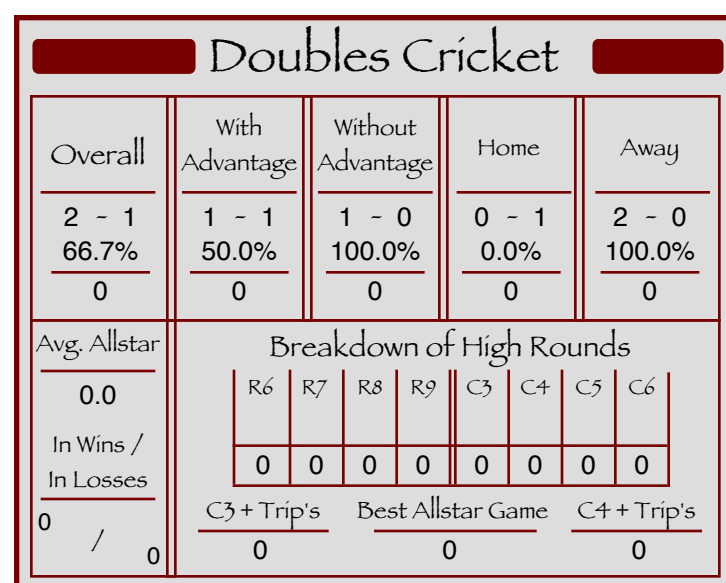 Doubles Cricket
Overall
With Advantage
Without Advantage
Home
Away
2 ~ 1
66.7%
0
1 ~ 1
50.0%
0
1 ~ 0
100.0%
0
0 ~ 1
0.0%
0
2 ~ 0
100.0%
0
Avg. Allstar
0.0
In Wins /
In Losses
0
/
0
Breakdown of High Rounds
R6 R7 R8 R9 C3 C4 C5 C6
0 0 0 0 0 0 0 0
C3 + Trip's Best Allstar Game C4 + Trip's
0 0 0